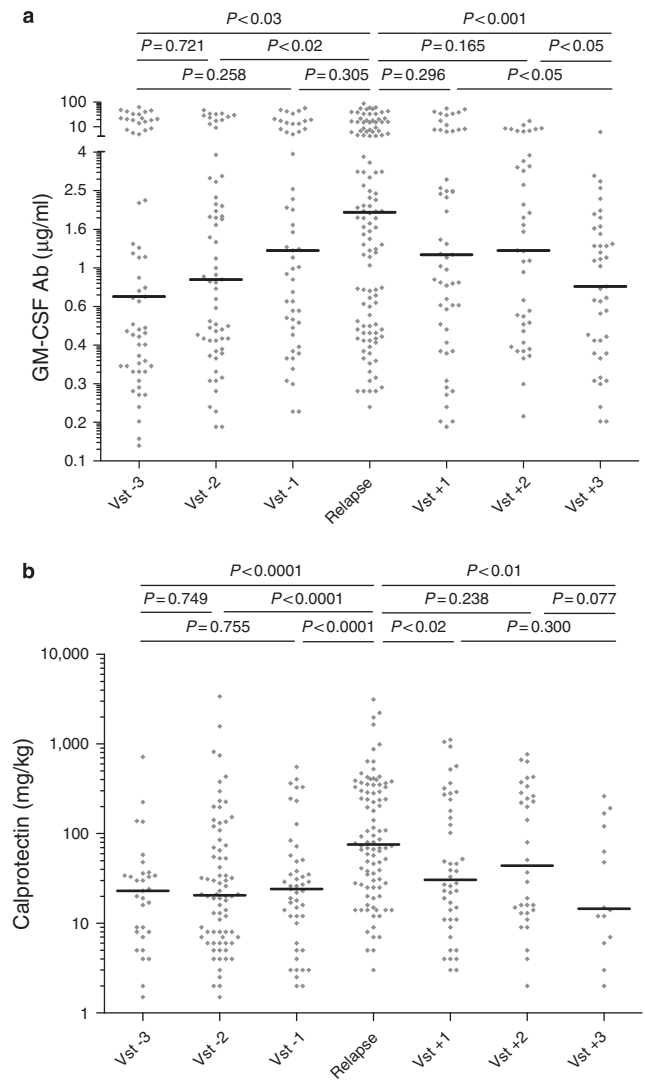 a
P<0.03 P<0.001
P=0.721 P<0.02 P=0.165 P<0.05
P=0.258 P=0.305 P=0.296 P<0.05
100
10
4
2.5
1.6
1
0.6
0.4
0.3
0.2
0.1
GM-CSF Ab (μg/ml)
Vst -3 Vst -2 Vst -1 Relapse Vst +1 Vst +2 Vst +3
b
P<0.0001 P<0.01
P=0.749 P<0.0001 P=0.238 P=0.077
P=0.755 P<0.0001 P<0.02 P=0.300
10,000
1,000
100
10
1
Calprotectin (mg/kg)
Vst -3 Vst -2 Vst -1 Relapse Vst +1 Vst +2 Vst +3